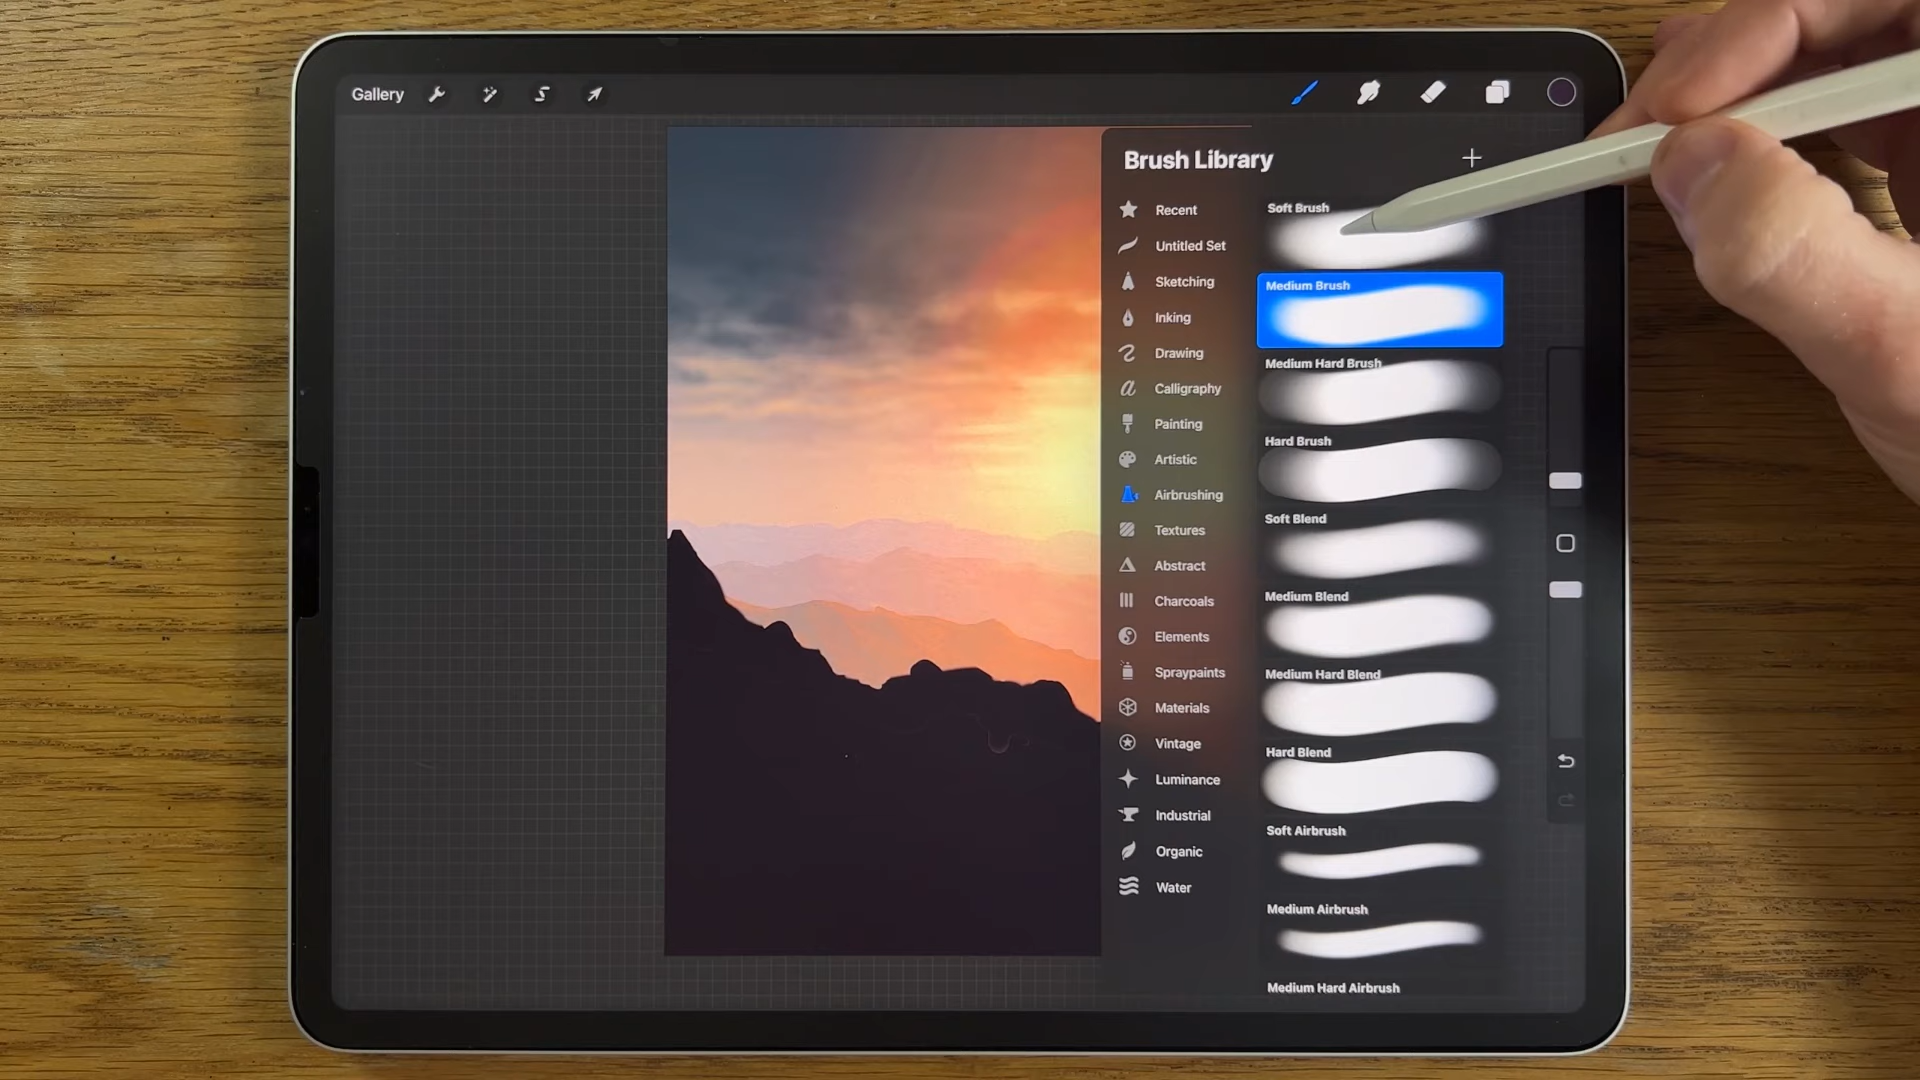 Gallery
Brush Library
Recent
Untitled Set
Sketching
Inking
Drawing
Calligraphy
Painting
Artistic
Airbrushing
Textures
Abstract
Charcoals
Elements
Spraypaints
Materials
Vintage
Luminance
Industrial
Organic
Water
Soft Brush
Medium Brush
Medium Hard Brush
Hard Brush
Soft Blend
Medium Blend
Medium Hard Blend
Hard Blend
Soft Airbrush
Medium Airbrush
Medium Hard Airbrush